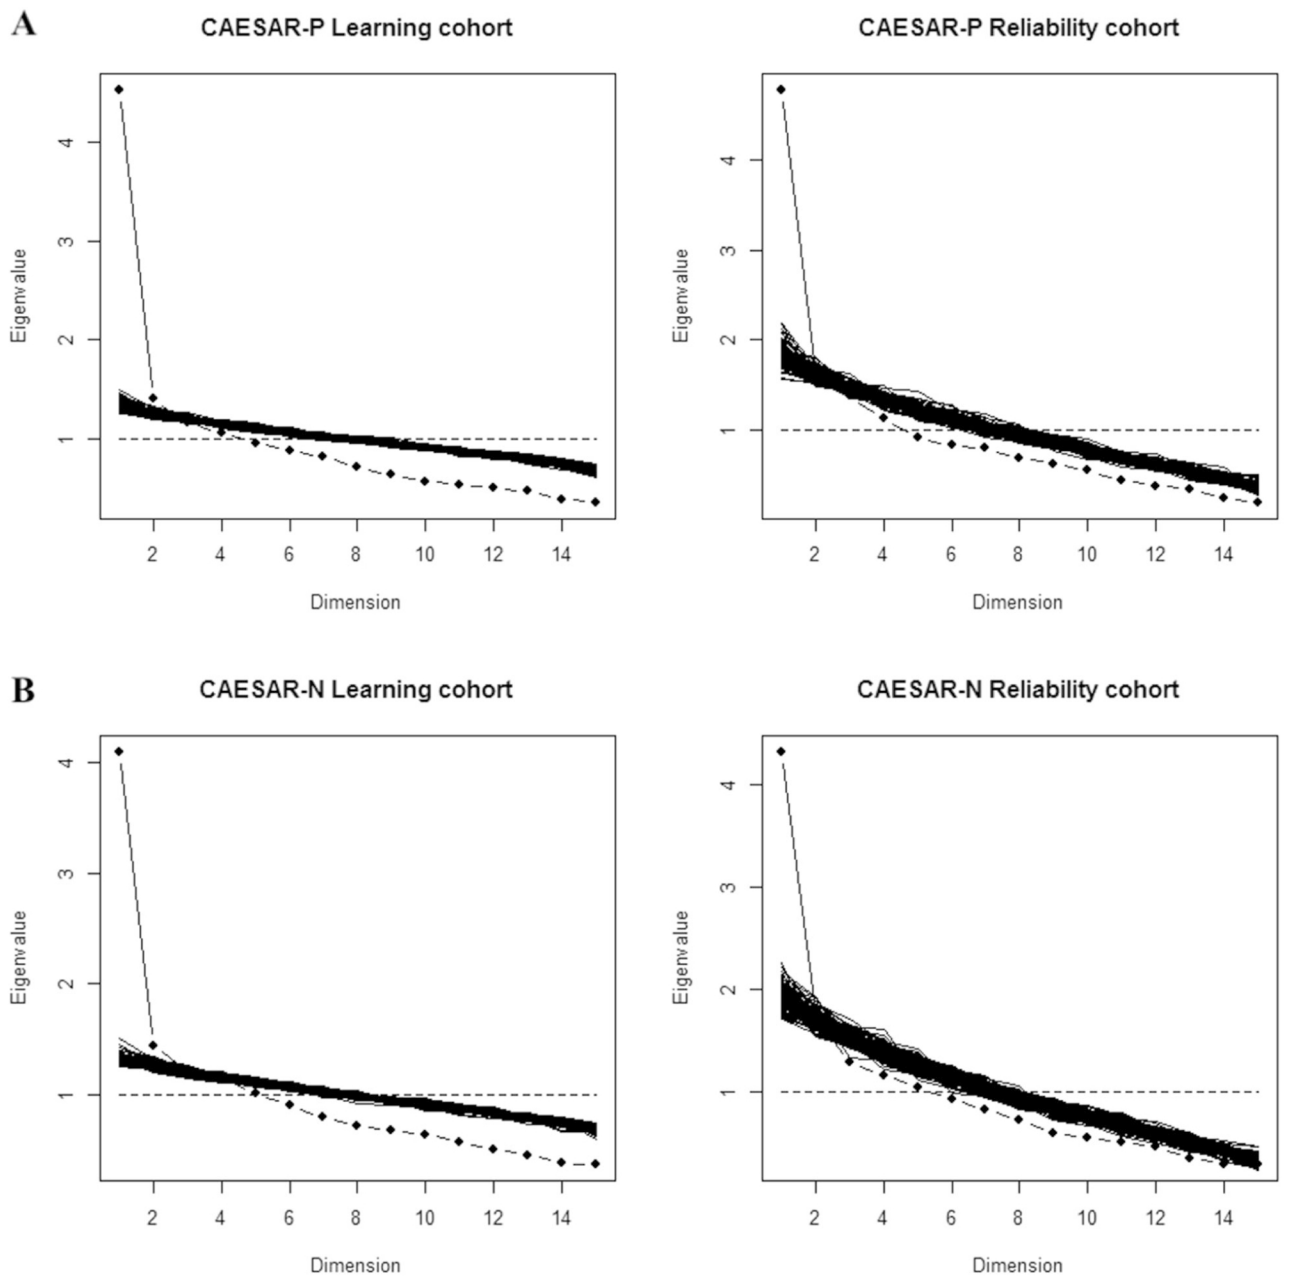 A
CAESAR-P Learning cohort
Eigenvalue
4
3
2
1
2 4 6 8 10 12 14
Dimension
CAESAR-P Reliability cohort
Eigenvalue
4
3
2
1
2 4 6 8 10 12 14
Dimension
B
CAESAR-N Learning cohort
Eigenvalue
4
3
2
1
2 4 6 8 10 12 14
Dimension
CAESAR-N Reliability cohort
Eigenvalue
4
3
2
1
2 4 6 8 10 12 14
Dimension